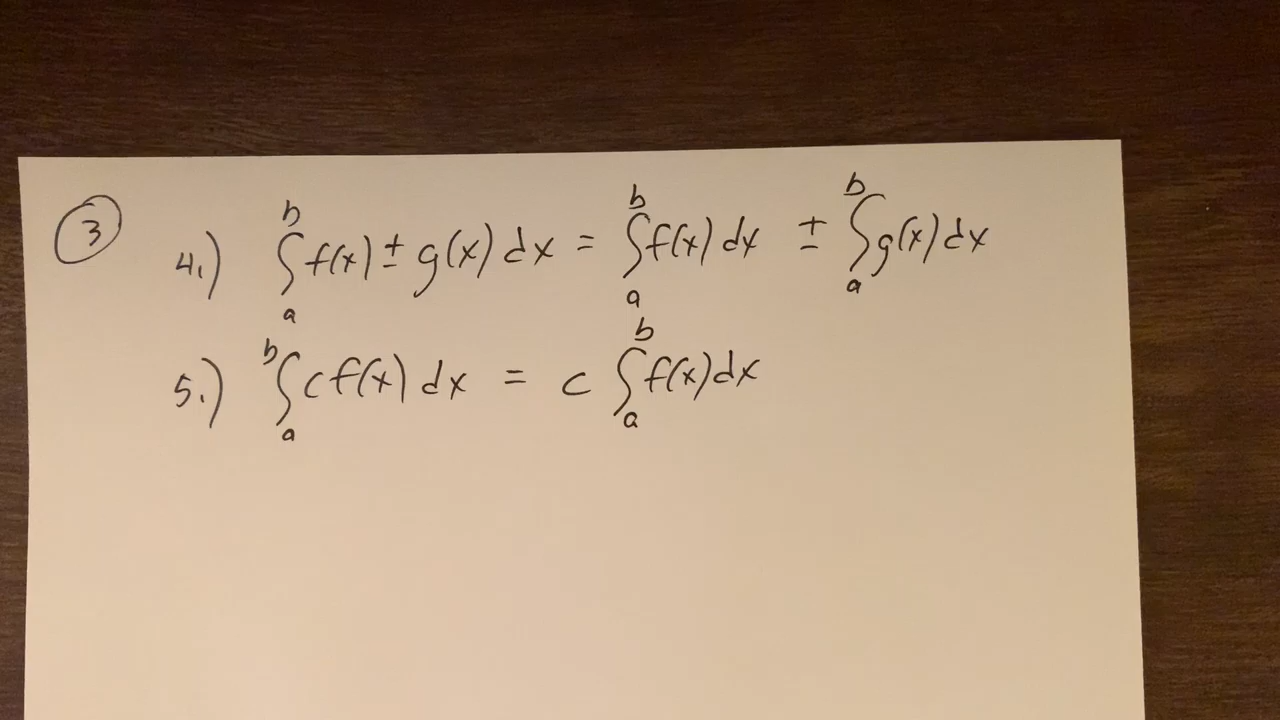 ③ 4.) ∫_a^b f(x) ± g(x) dx = ∫_a^b f(x) dx ± ∫_a^b g(x) dx
5.) ∫_a^b c f(x) dx = c ∫_a^b f(x) dx